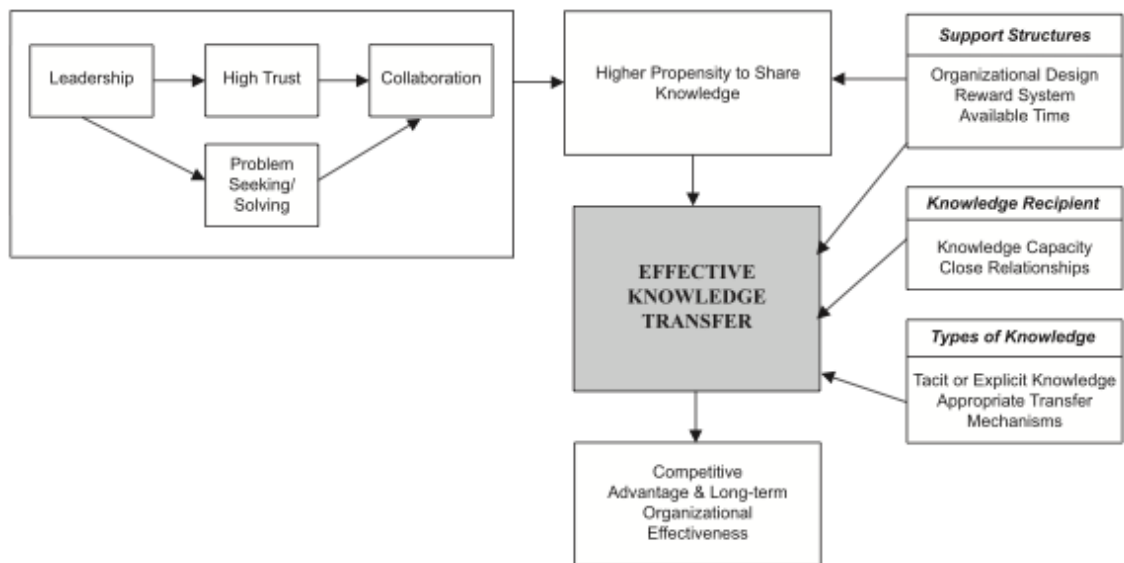 Leadership
High Trust
Collaboration
Problem
Seeking/
Solving
Higher Propensity to Share
Knowledge
Support Structures
Organizational Design
Reward System
Available Time
Knowledge Recipient
Knowledge Capacity
Close Relationships
EFFECTIVE
KNOWLEDGE
TRANSFER
Types of Knowledge
Tacit or Explicit Knowledge
Appropriate Transfer
Mechanisms
Competitive
Advantage & Long-term
Organizational
Effectiveness